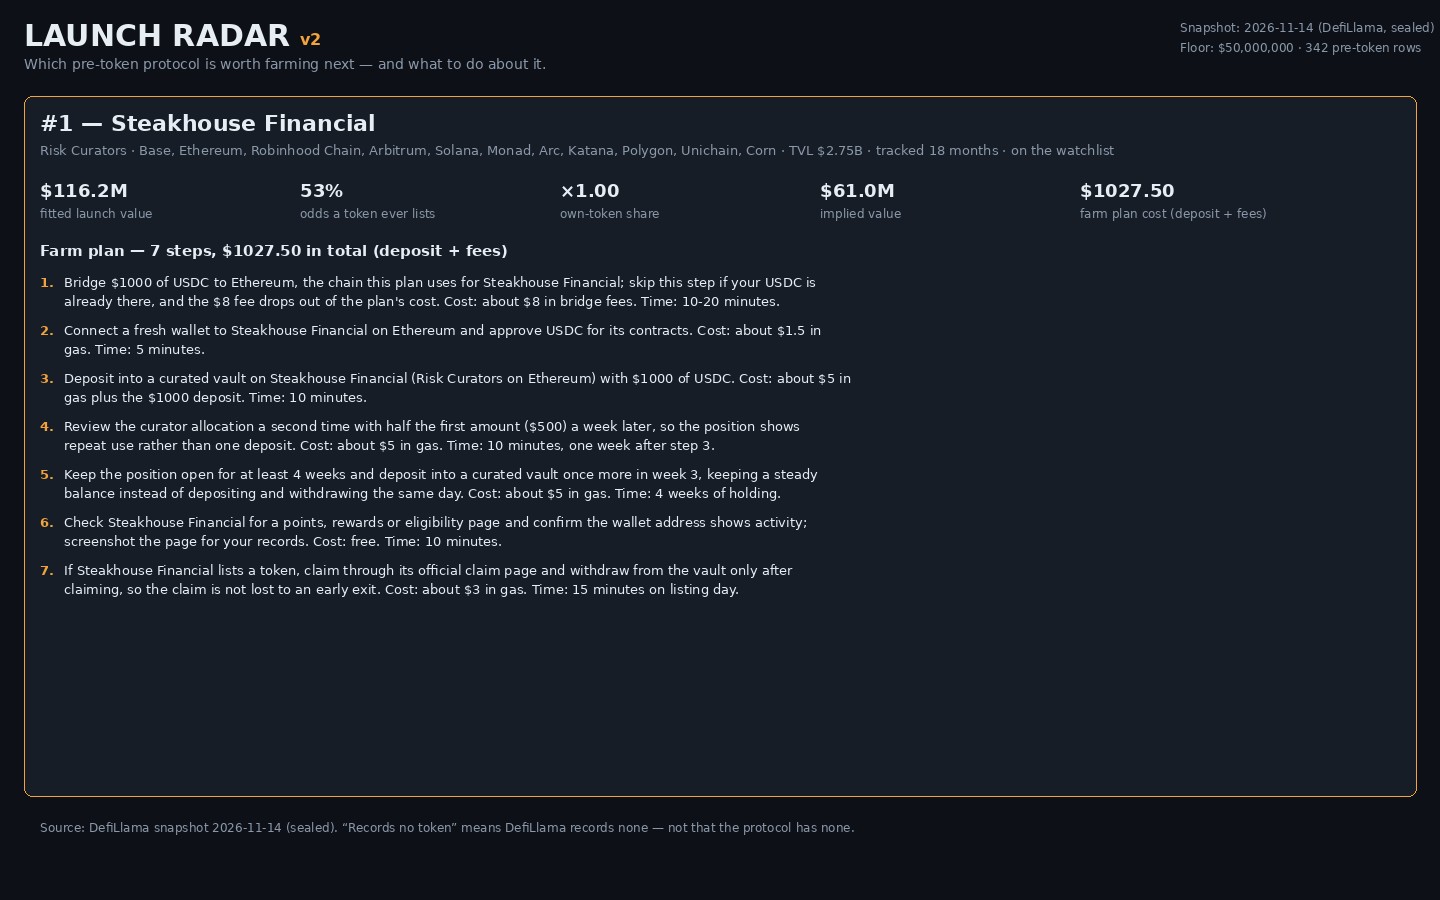 LAUNCH RADAR v2
Snapshot: 2026-11-14 (DefiLlama, sealed)
Which pre-token protocol is worth farming next — and what to do about it.
Floor: $50,000,000 · 342 pre-token rows
#1 — Steakhouse Financial
Risk Curators · Base, Ethereum, Robinhood Chain, Arbitrum, Solana, Monad, Arc, Katana, Polygon, Unichain, Corn · TVL $2.75B · tracked 18 months · on the watchlist
$116.2M 53% ×1.00 $61.0M $1027.50
fitted launch value odds a token ever lists own-token share implied value farm plan cost (deposit + fees)
Farm plan — 7 steps, $1027.50 in total (deposit + fees)
1. Bridge $1000 of USDC to Ethereum, the chain this plan uses for Steakhouse Financial; skip this step if your USDC is
already there, and the $8 fee drops out of the plan's cost. Cost: about $8 in bridge fees. Time: 10-20 minutes.
2. Connect a fresh wallet to Steakhouse Financial on Ethereum and approve USDC for its contracts. Cost: about $1.5 in
gas. Time: 5 minutes.
3. Deposit into a curated vault on Steakhouse Financial (Risk Curators on Ethereum) with $1000 of USDC. Cost: about $5 in
gas plus the $1000 deposit. Time: 10 minutes.
4. Review the curator allocation a second time with half the first amount ($500) a week later, so the position shows
repeat use rather than one deposit. Cost: about $5 in gas. Time: 10 minutes, one week after step 3.
5. Keep the position open for at least 4 weeks and deposit into a curated vault once more in week 3, keeping a steady
balance instead of depositing and withdrawing the same day. Cost: about $5 in gas. Time: 4 weeks of holding.
6. Check Steakhouse Financial for a points, rewards or eligibility page and confirm the wallet address shows activity;
screenshot the page for your records. Cost: free. Time: 10 minutes.
7. If Steakhouse Financial lists a token, claim through its official claim page and withdraw from the vault only after
claiming, so the claim is not lost to an early exit. Cost: about $3 in gas. Time: 15 minutes on listing day.
Source: DefiLlama snapshot 2026-11-14 (sealed). “Records no token” means DefiLlama records none — not that the protocol has none.